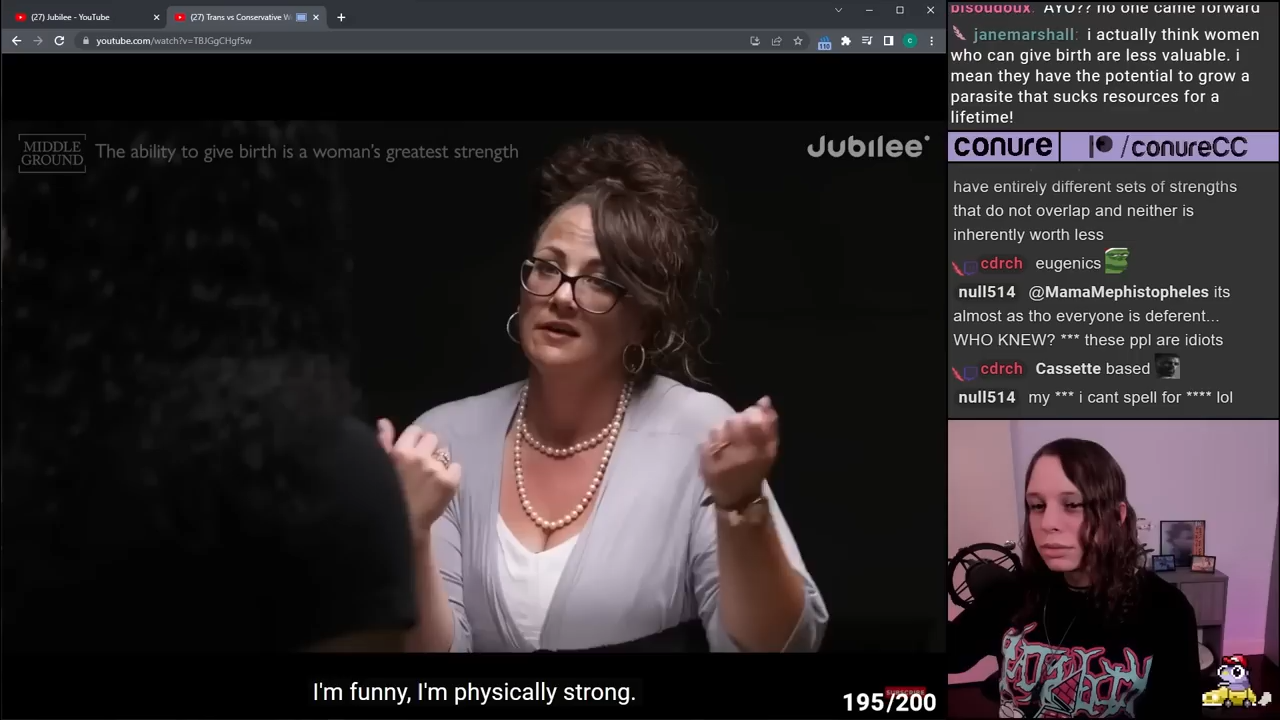 (27) Jubilee - YouTube
(27) Trans vs Conservative W
youtube.com/watch?v=TBJGgCHgf5w
MIDDLE
GROUND
The ability to give birth is a woman's greatest strength
Jubilee
I'm funny, I'm physically strong.
195/200
bisoudoux: AYO?? no one came forward
janemarshall: i actually think women
who can give birth are less valuable. i
mean they have the potential to grow a
parasite that sucks resources for a
lifetime!
conure
/conureCC
have entirely different sets of strengths
that do not overlap and neither is
inherently worth less
cdrch eugenics
null514 @MamaMephistopheles its
almost as tho everyone is deferent...
WHO KNEW? *** these ppl are idiots
cdrch Cassette based
null514 my *** i cant spell for **** lol